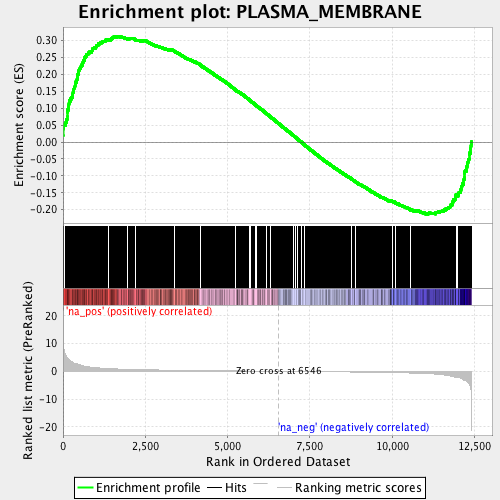 Enrichment plot: PLASMA_MEMBRANE
Enrichment score (ES)
0.30
0.25
0.20
0.15
0.10
0.05
0.00
-0.05
-0.10
-0.15
-0.20
'na_pos' (positively correlated)
Ranked list metric (PreRanked)
20
10
0
-10
-20
Zero cross at 6546
'na_neg' (negatively correlated)
0
2,500
5,000
7,500
10,000
12,500
Rank in Ordered Dataset
Enrichment profile
Hits
Ranking metric scores